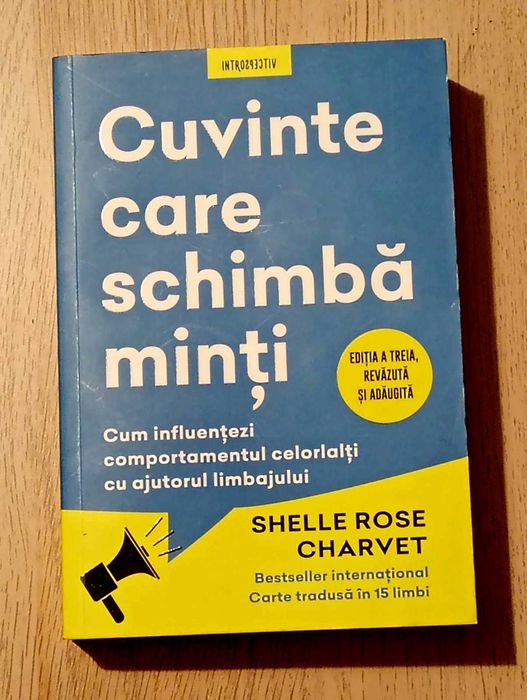 INTROSPECTIV
Cuvinte
care
schimbă
minți
EDIȚIA A TREIA,
REVĂZUTĂ
ȘI ADĂUGITĂ
Cum influențezi
comportamentul celorlalți
cu ajutorul limbajului
SHELLE ROSE
CHARVET
Bestseller internațional
Carte tradusă în 15 limbi